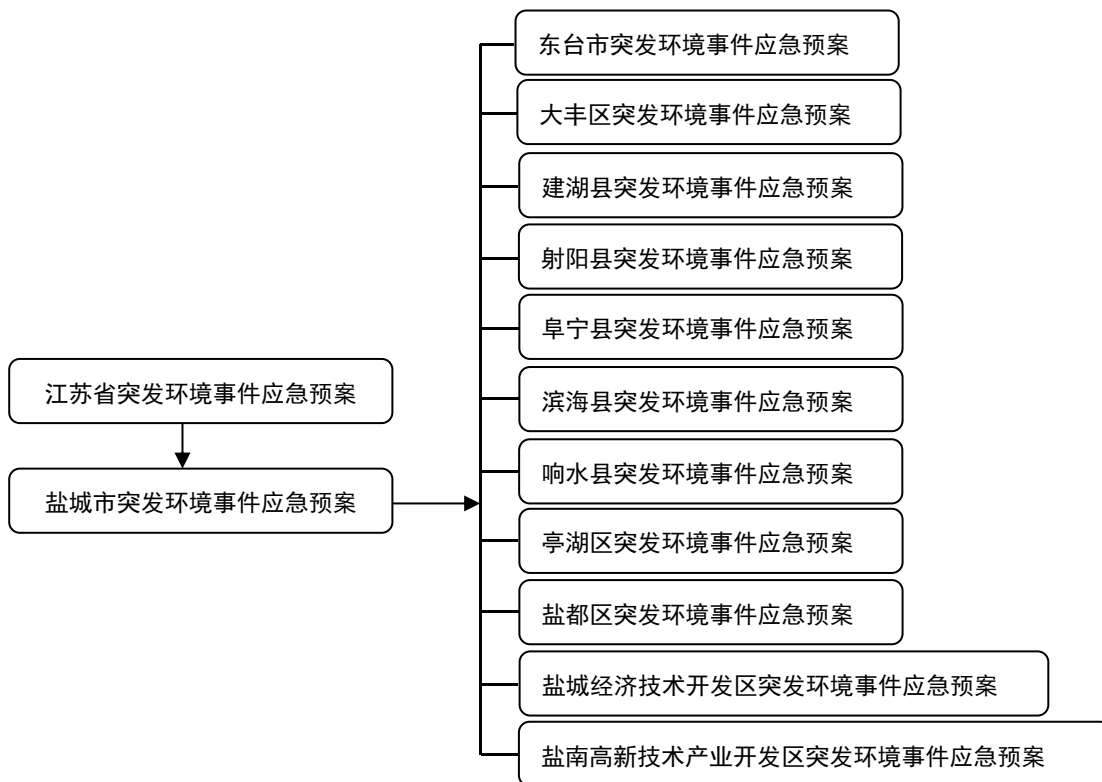 东台市突发环境事件应急预案
大丰区突发环境事件应急预案
建湖县突发环境事件应急预案
射阳县突发环境事件应急预案
阜宁县突发环境事件应急预案
江苏省突发环境事件应急预案
滨海县突发环境事件应急预案
响水县突发环境事件应急预案
盐城市突发环境事件应急预案
亭湖区突发环境事件应急预案
盐都区突发环境事件应急预案
盐城经济技术开发区突发环境事件应急预案
盐南高新技术产业开发区突发环境事件应急预案